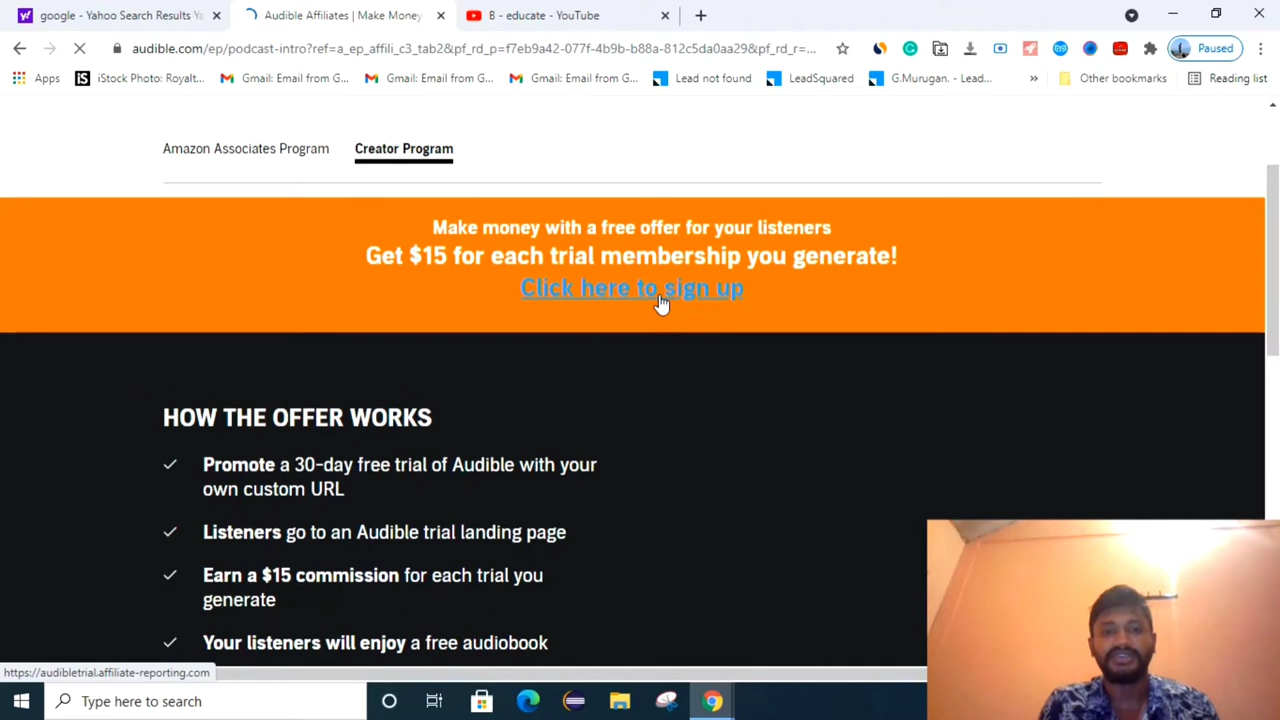 google - Yahoo Search Results Ya
Audible Affiliates | Make Money
B - educate - YouTube
audible.com/ep/podcast-intro?ref=a_ep_affili_c3_tab2&pf_rd_p=f7eb9a42-077f-4b9b-b88a-812c5da0aa29&pf_rd_r=...
Paused
Apps
iStock Photo: Royalt...
Gmail: Email from G...
Gmail: Email from G...
Gmail: Email from G...
Lead not found
LeadSquared
G.Murugan. - Lead...
»
Other bookmarks
Reading list
Amazon Associates Program
Creator Program
Make money with a free offer for your listeners
Get $15 for each trial membership you generate!
Click here to sign up
HOW THE OFFER WORKS
Promote a 30-day free trial of Audible with your
own custom URL
Listeners go to an Audible trial landing page
Earn a $15 commission for each trial you
generate
Your listeners will enjoy a free audiobook
https://audibletrial.affiliate-reporting.com
Type here to search